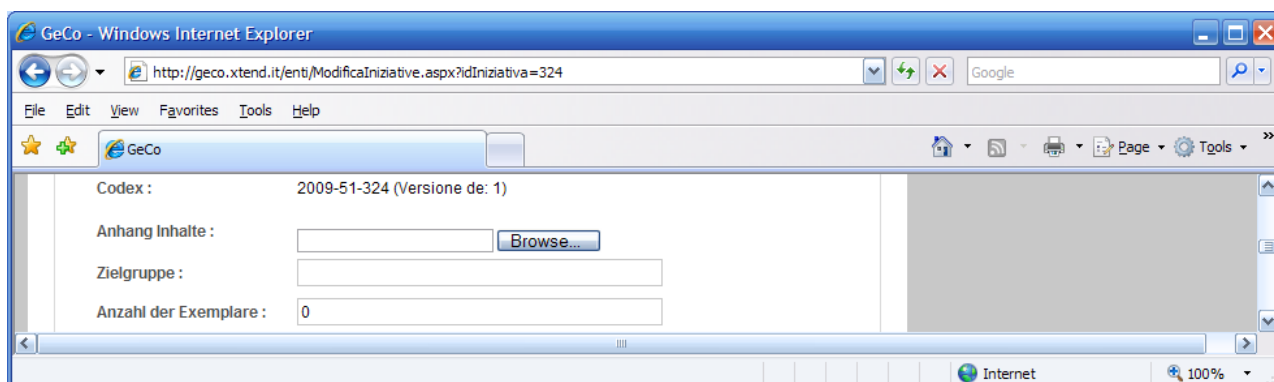 GeCo - Windows Internet Explorer
http://geco.xtend.it/enti/ModificaIniziative.aspx?idIniziativa=324
Google
File Edit View Favorites Tools Help
GeCo
Page Tools »
Codex : 2009-51-324 (Versione de: 1)
Anhang Inhalte : Browse...
Zielgruppe :
Anzahl der Exemplare : 0
Internet 100%